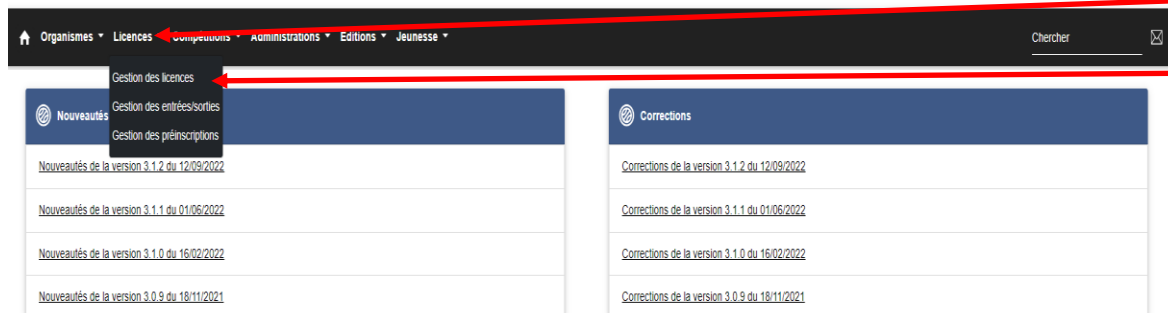 Organismes Licences Compétitions Administrations Editions Jeunesse Chercher
Gestion des licences
Gestion des entrées/sorties
Gestion des préinscriptions
Nouveautés
Corrections
Nouveautés de la version 3.1.2 du 12/09/2022
Corrections de la version 3.1.2 du 12/09/2022
Nouveautés de la version 3.1.1 du 01/06/2022
Corrections de la version 3.1.1 du 01/06/2022
Nouveautés de la version 3.1.0 du 16/02/2022
Corrections de la version 3.1.0 du 16/02/2022
Nouveautés de la version 3.0.9 du 18/11/2021
Corrections de la version 3.0.9 du 18/11/2021